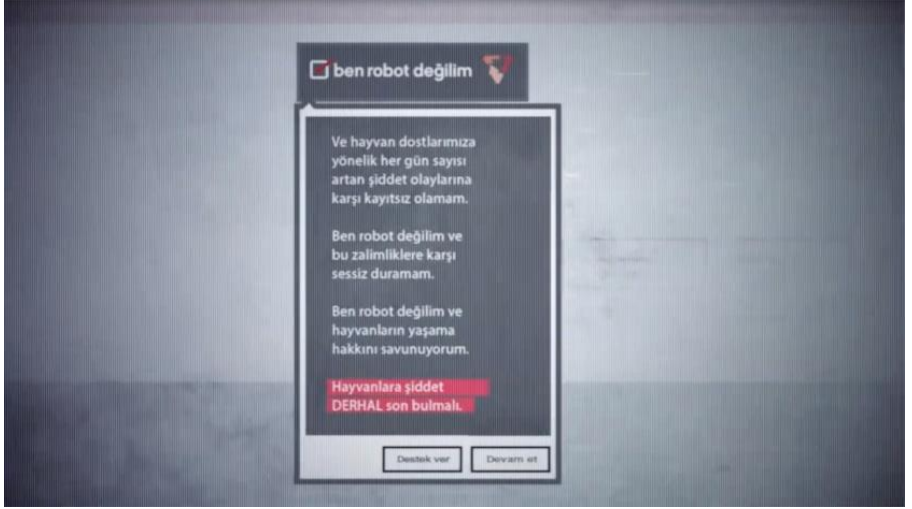 ben robot değilim
Ve hayvan dostlarımıza
yönelik her gün sayısı
artan şiddet olaylarına
karşı kayıtsız olamam.
Ben robot değilim ve
bu zalimliklere karşı
sessiz duramam.
Ben robot değilim ve
hayvanların yaşama
hakkını savunuyorum.
Hayvanlara şiddet
DERHAL son bulmalı.
Destek ver
Devam et